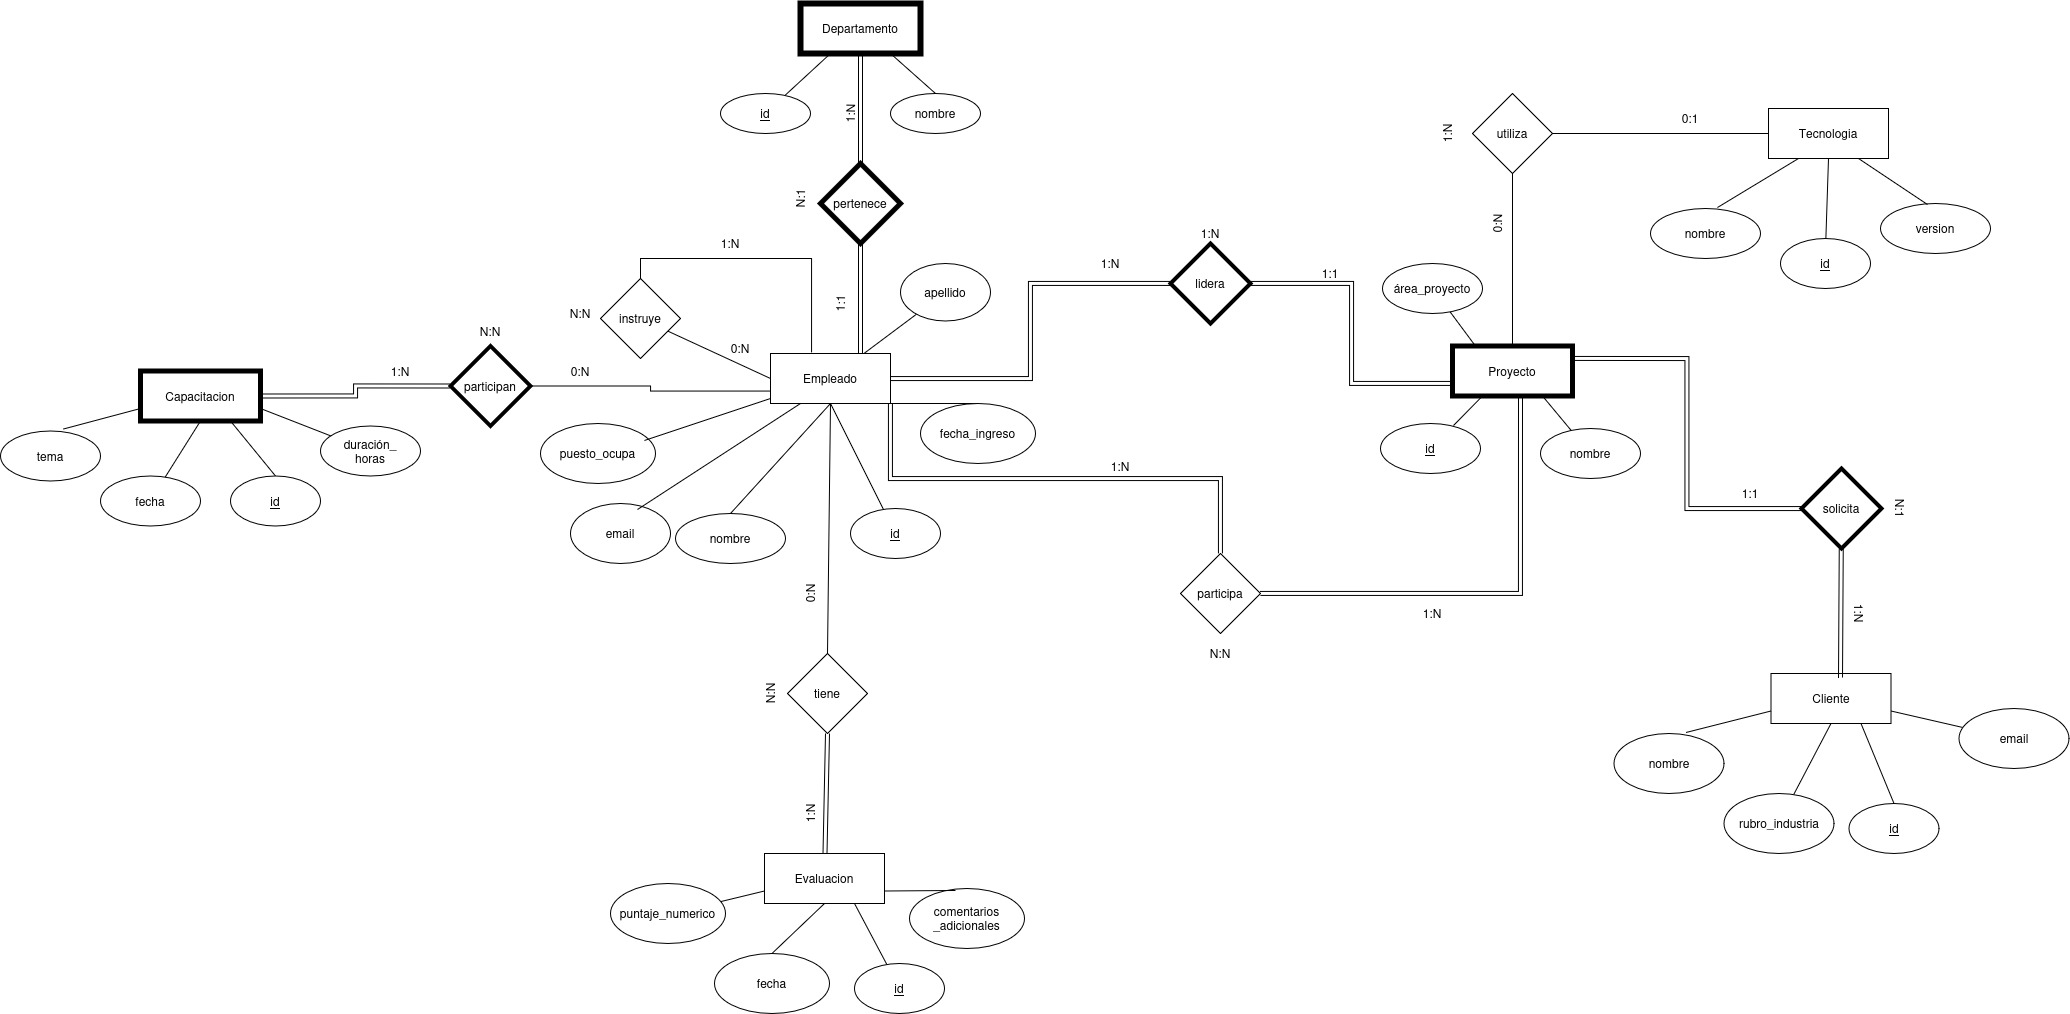 Departamento
id
nombre
1:N
pertenece
N:1
1:1
1:N
instruye
N:N
0:N
apellido
Empleado
N:N
participan
1:N
0:N
Capacitacion
tema
fecha
id
duración_
horas
puesto_ocupa
email
nombre
id
fecha_ingreso
1:N
lidera
1:N
1:1
utiliza
1:N
0:1
0:N
Tecnologia
nombre
id
version
área_proyecto
Proyecto
id
nombre
1:N
participa
N:N
1:N
1:1
solicita
N:1
1:N
Cliente
nombre
rubro_industria
id
email
0:N
tiene
N:N
1:N
Evaluacion
puntaje_numerico
fecha
id
comentarios
_adicionales